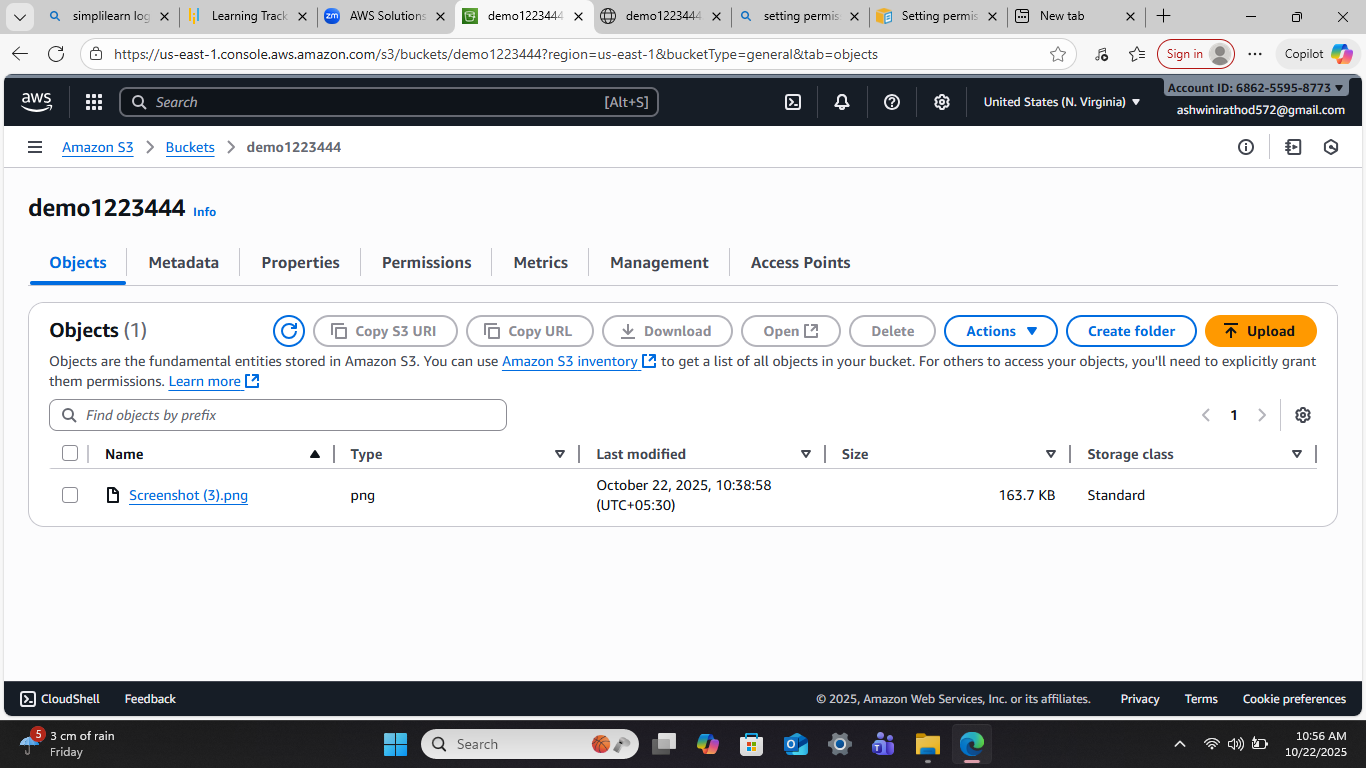 simplilearn log
Learning Track
zm
AWS Solutions
demo1223444
demo1223444
setting permis
Setting permis
New tab
https://us-east-1.console.aws.amazon.com/s3/buckets/demo1223444?region=us-east-1&bucketType=general&tab=objects
Sign in
Copilot
aws
Search
[Alt+S]
United States (N. Virginia)
Account ID: 6862-5595-8773
ashwinirathod572@gmail.com
Amazon S3
Buckets
demo1223444
demo1223444 Info
Objects
Metadata
Properties
Permissions
Metrics
Management
Access Points
Objects (1)
Copy S3 URI
Copy URL
Download
Open
Delete
Actions
Create folder
Upload
Objects are the fundamental entities stored in Amazon S3. You can use Amazon S3 inventory to get a list of all objects in your bucket. For others to access your objects, you'll need to explicitly grant
them permissions. Learn more
Find objects by prefix
1
Name
Type
Last modified
Size
Storage class
Screenshot (3).png
png
October 22, 2025, 10:38:58
(UTC+05:30)
163.7 KB
Standard
CloudShell
Feedback
© 2025, Amazon Web Services, Inc. or its affiliates.
Privacy
Terms
Cookie preferences
5
3 cm of rain
Friday
Search
10:56 AM
10/22/2025